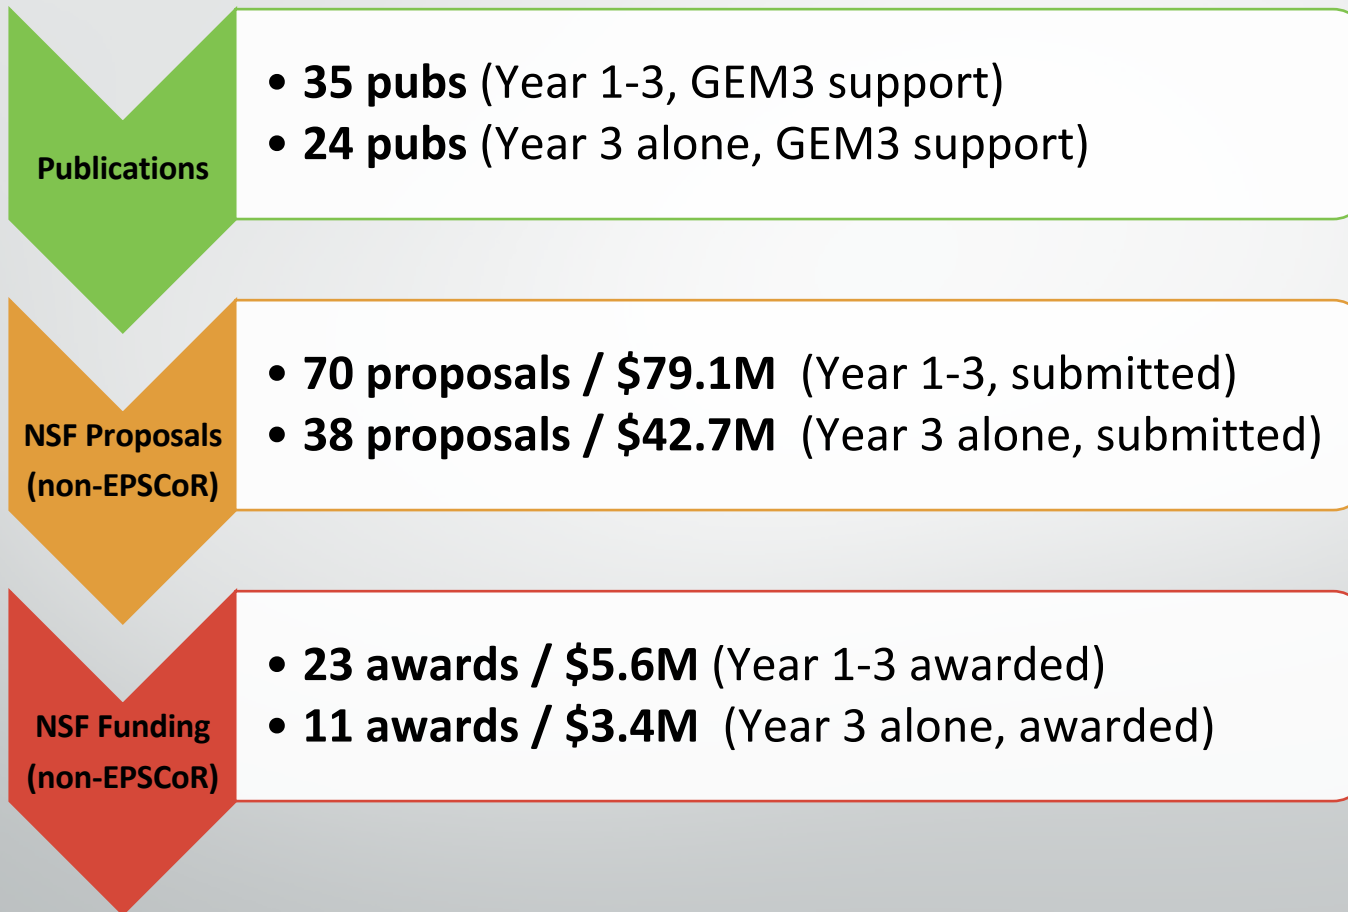 Publications
• 35 pubs (Year 1-3, GEM3 support)
• 24 pubs (Year 3 alone, GEM3 support)
NSF Proposals
(non-EPSCoR)
• 70 proposals / $79.1M (Year 1-3, submitted)
• 38 proposals / $42.7M (Year 3 alone, submitted)
NSF Funding
(non-EPSCoR)
• 23 awards / $5.6M (Year 1-3 awarded)
• 11 awards / $3.4M (Year 3 alone, awarded)